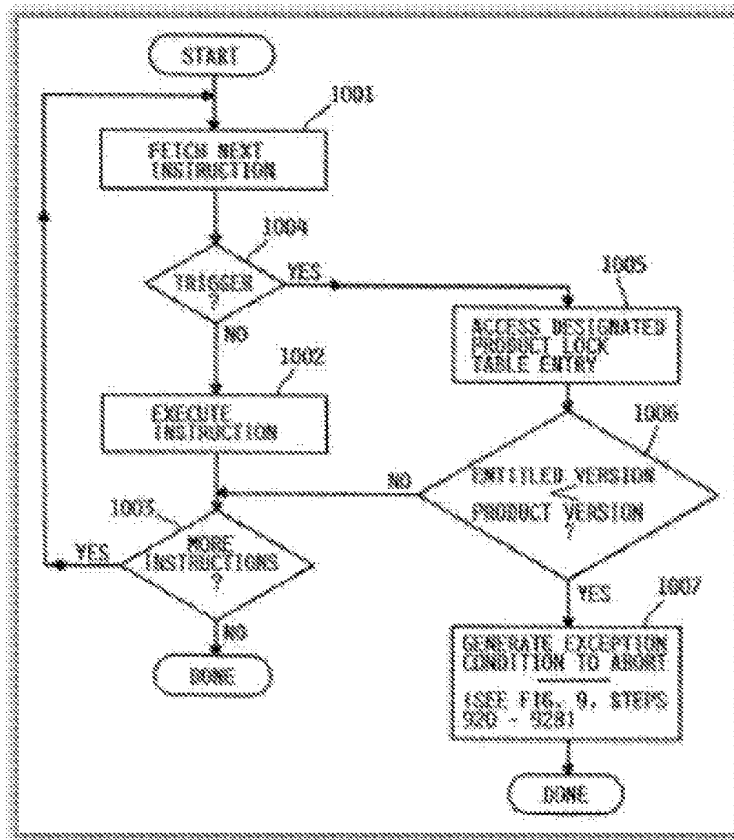 START
1001
FETCH NEXT
INSTRUCTION
1004
TRIGGER
?
YES
NO
1005
ACCESS DESIGNATED
PRODUCT LOCK
TABLE ENTRY
1002
EXECUTE
INSTRUCTION
1006
ENTITLED VERSION
<
PRODUCT VERSION
?
NO
YES
1003
MORE
INSTRUCTIONS
?
YES
NO
DONE
1007
GENERATE EXCEPTION
CONDITION TO ABORT
(SEE FIG. 9, STEPS
920 - 928)
DONE